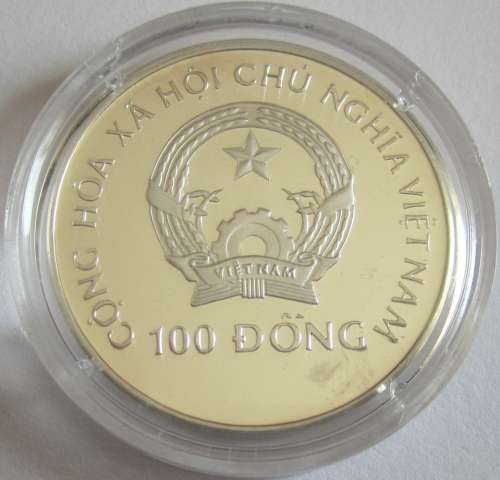 CỘNG HÒA XÃ HỘI CHỦ NGHĨA VIỆT NAM
VIỆT NAM
100 ĐỒNG